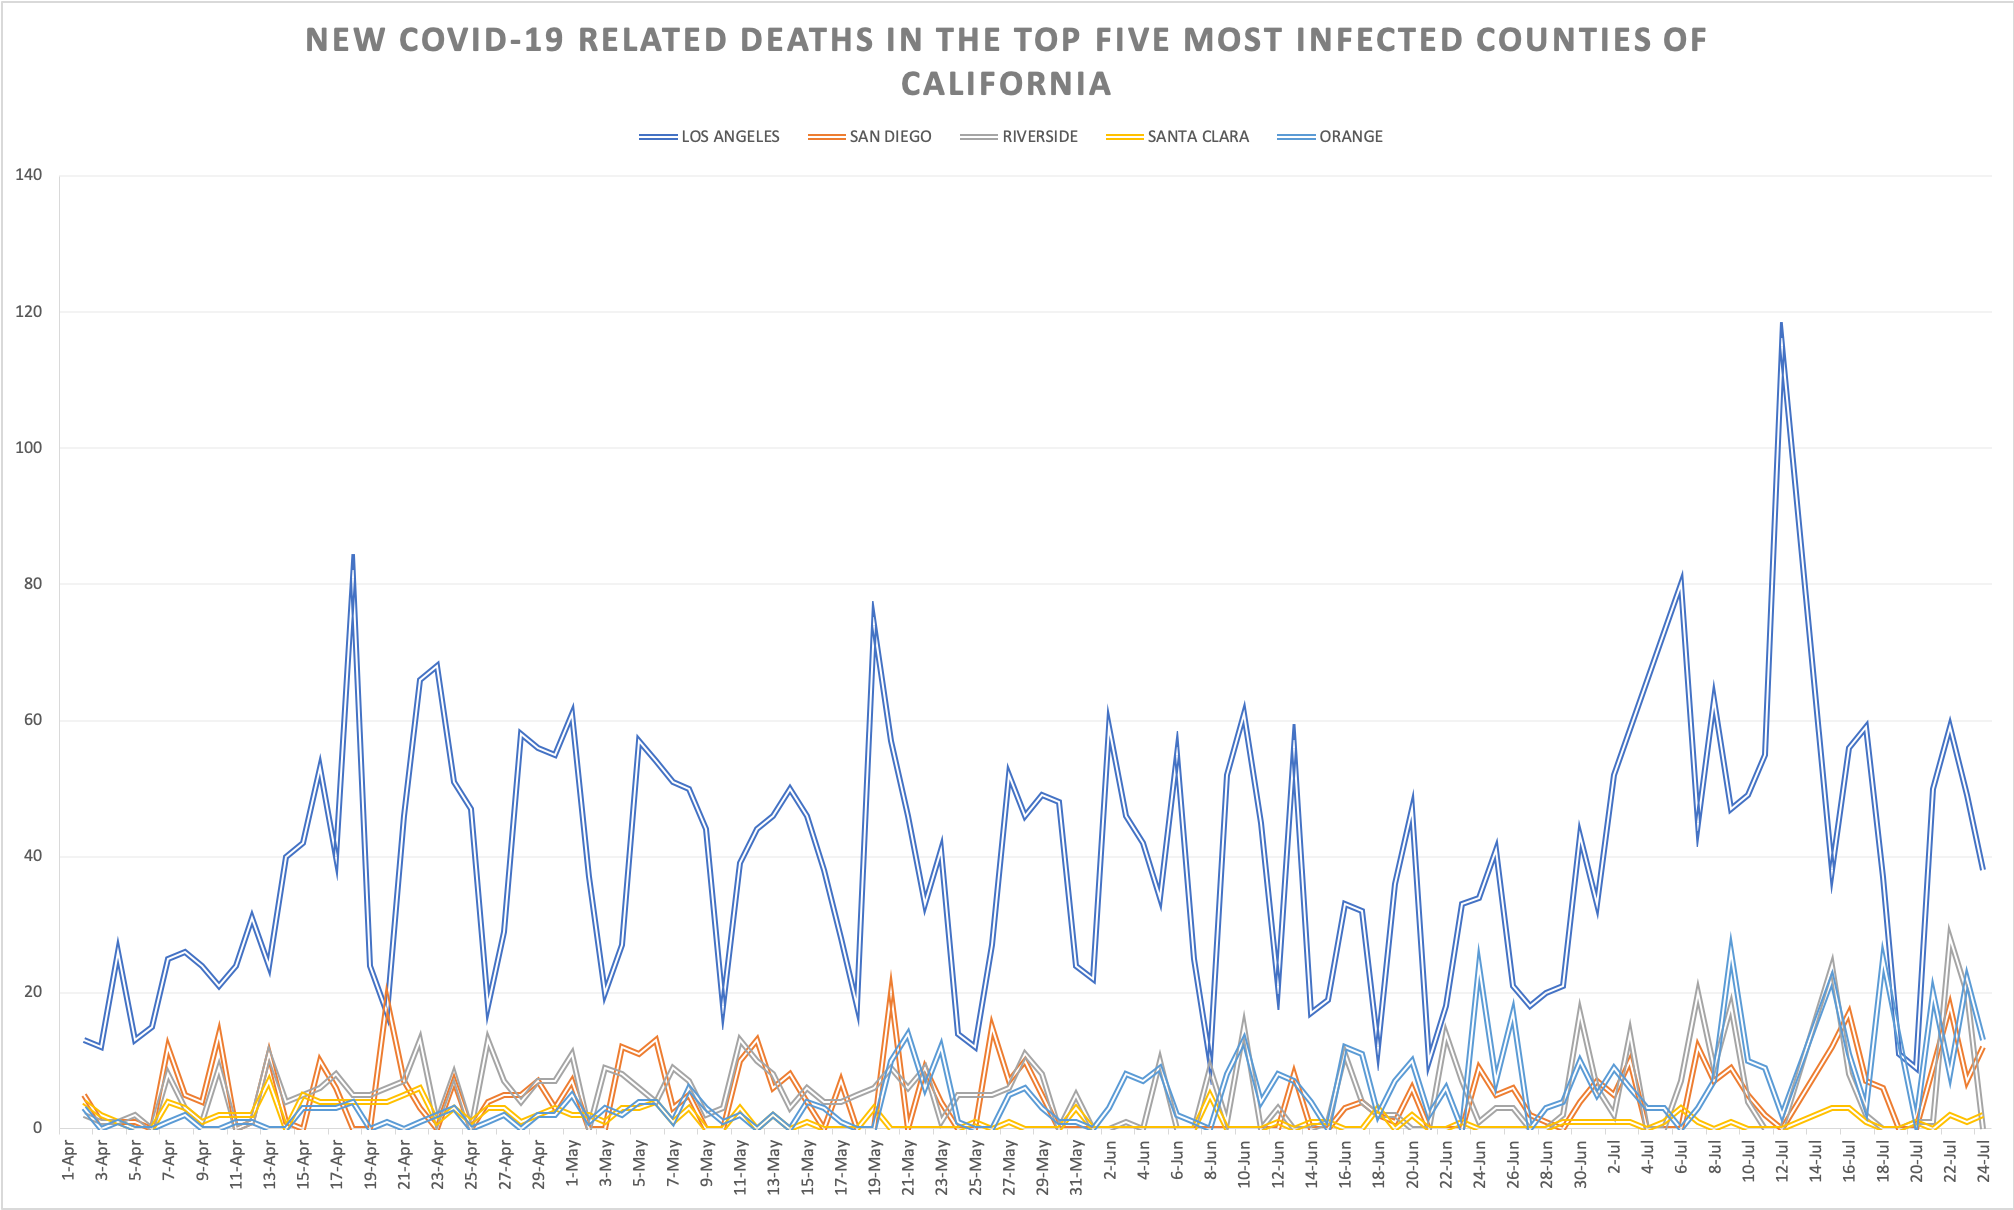 NEW COVID-19 RELATED DEATHS IN THE TOP FIVE MOST INFECTED COUNTIES OF
CALIFORNIA
LOS ANGELES SAN DIEGO RIVERSIDE SANTA CLARA ORANGE
140
120
100
80
60
40
20
0
1-Apr 3-Apr 5-Apr 7-Apr 9-Apr 11-Apr 13-Apr 15-Apr 17-Apr 19-Apr 21-Apr 23-Apr 25-Apr 27-Apr 29-Apr 1-May 3-May 5-May 7-May 9-May 11-May 13-May 15-May 17-May 19-May 21-May 23-May 25-May 27-May 29-May 31-May 2-Jun 4-Jun 6-Jun 8-Jun 10-Jun 12-Jun 14-Jun 16-Jun 18-Jun 20-Jun 22-Jun 24-Jun 26-Jun 28-Jun 30-Jun 2-Jul 4-Jul 6-Jul 8-Jul 10-Jul 12-Jul 14-Jul 16-Jul 18-Jul 20-Jul 22-Jul 24-Jul